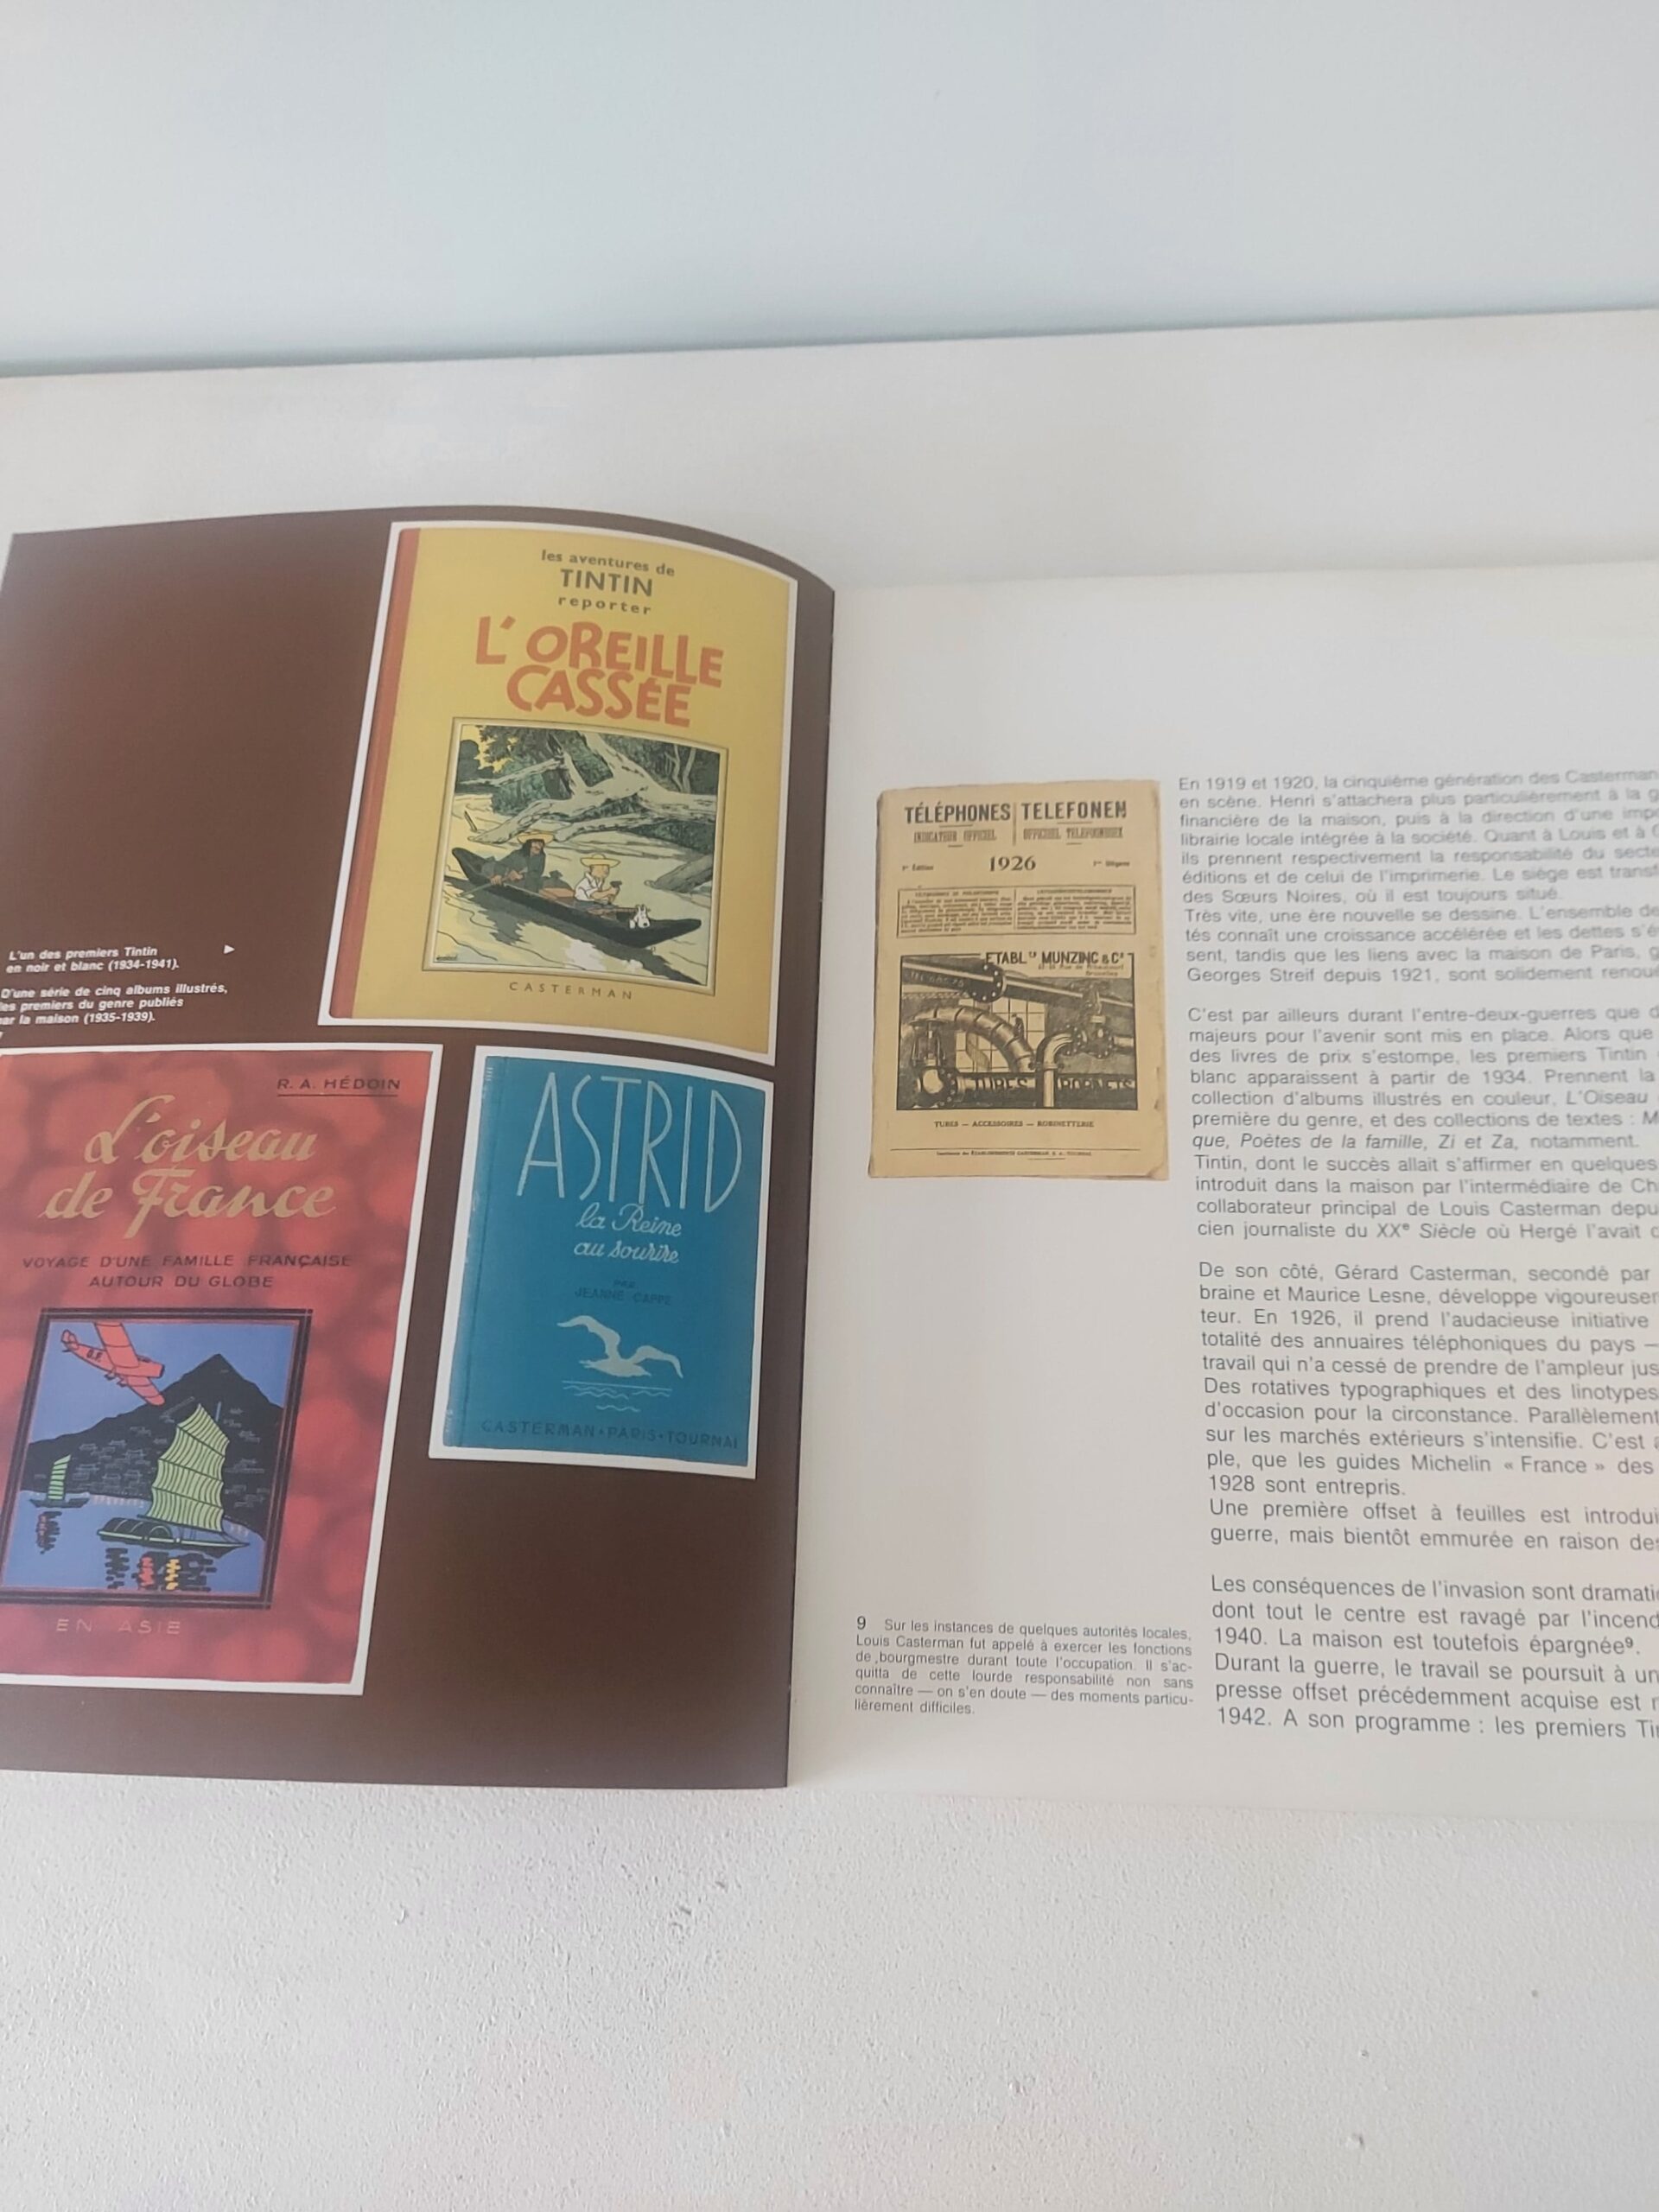 les aventures de
TINTIN
reporter
L'OREILLE
CASSÉE
CASTERMAN
L'un des premiers Tintin
en noir et blanc (1934-1941).
D'une série de cinq albums illustrés,
les premiers du genre publiés
par la maison (1935-1939).
R. A. HÉDOIN
L'oiseau
de France
VOYAGE D'UNE FAMILLE FRANÇAISE
AUTOUR DU GLOBE
EN ASIE
ASTRID
la Reine
au sourire
PAR
JEANNE CAPPE
CASTERMAN • PARIS • TOURNAI
TÉLÉPHONES TELEFONEN
INDICATEUR OFFICIEL
1926
ETABL.ts MUNZING & Cº
TUBES ROBINETS
TUBES — ACCESSOIRES — ROBINETTERIE
En 1919 et 1920, la cinquième génération des Casterman
en scène. Henri s'attachera plus particulièrement à la
financière de la maison, puis à la direction d'une
librairie locale intégrée à la société. Quant à Louis et à
ils prennent respectivement la responsabilité du
éditions et de celui de l'imprimerie. Le siège est
des Sœurs Noires, où il est toujours situé.
Très vite, une ère nouvelle se dessine. L'ensemble
tés connaît une croissance accélérée et les dettes
sent, tandis que les liens avec la maison de Paris,
Georges Streif depuis 1921, sont solidement
C'est par ailleurs durant l'entre-deux-guerres que
majeurs pour l'avenir sont mis en place. Alors que
des livres de prix s'estompe, les premiers Tintin
blanc apparaissent à partir de 1934. Prennent la
collection d'albums illustrés en couleur, L'Oiseau
première du genre, et des collections de textes :
que, Poètes de la famille, Zi et Za, notamment.
Tintin, dont le succès allait s'affirmer en quelques
introduit dans la maison par l'intermédiaire de
collaborateur principal de Louis Casterman
cien journaliste du XXe Siècle où Hergé l'avait
De son côté, Gérard Casterman, secondé par
braine et Maurice Lesne, développe
teur. En 1926, il prend l'audacieuse initiative
totalité des annuaires téléphoniques du pays —
travail qui n'a cessé de prendre de l'ampleur
Des rotatives typographiques et des linotypes
d'occasion pour la circonstance. Parallèlement
sur les marchés extérieurs s'intensifie. C'est
ple, que les guides Michelin « France » des
1928 sont entrepris.
Une première offset à feuilles est
guerre, mais bientôt emmurée en raison
Les conséquences de l'invasion sont
dont tout le centre est ravagé par
1940. La maison est toutefois épargnée⁹.
Durant la guerre, le travail se poursuit à
presse offset précédemment acquise est
1942. A son programme : les premiers
9 Sur les instances de quelques autorités locales,
Louis Casterman fut appelé à exercer les fonctions
de bourgmestre durant toute l'occupation. Il s'ac-
quitta de cette lourde responsabilité non sans
connaître — on s'en doute — des moments particu-
lièrement difficiles.